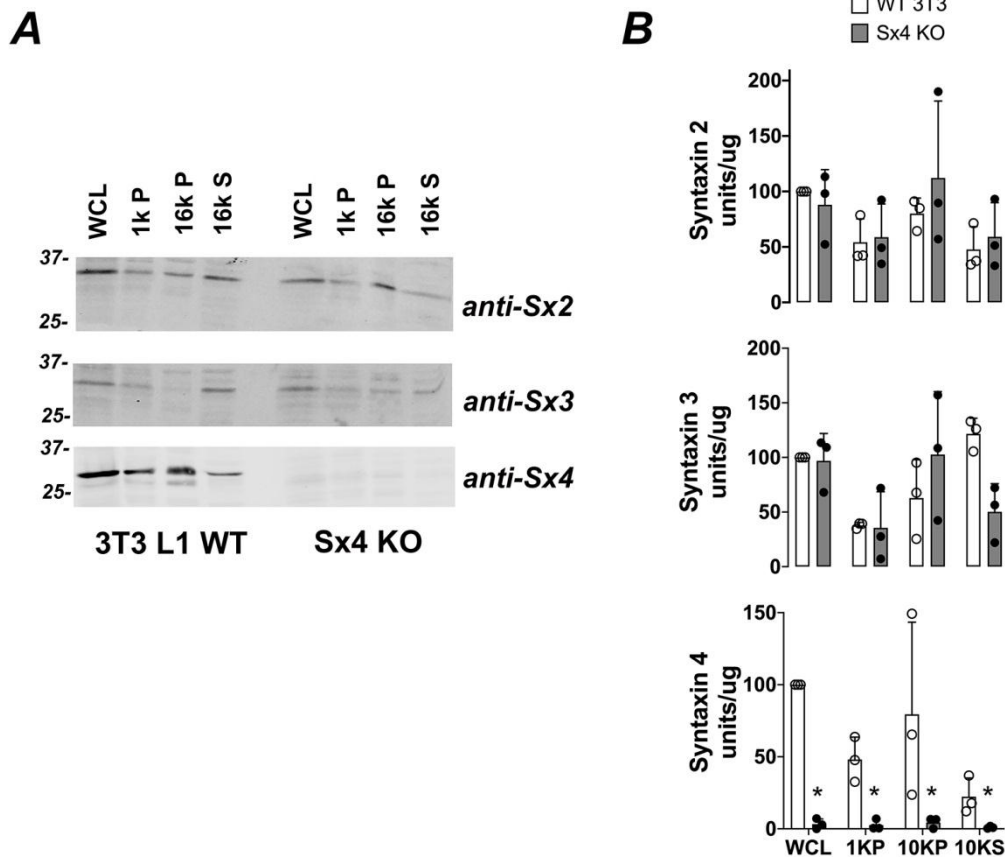 A
WCL
1k P
16k P
16k S
WCL
1k P
16k P
16k S
37-
25-
anti-Sx2
37-
25-
anti-Sx3
37-
25-
anti-Sx4
3T3 L1 WT
Sx4 KO
B
WT 3T3
Sx4 KO
Syntaxin 2
units/ug
200
150
100
50
0
Syntaxin 3
units/ug
200
150
100
50
0
Syntaxin 4
units/ug
150
100
50
0
* * * *
WCL 1KP 10KP 10KS